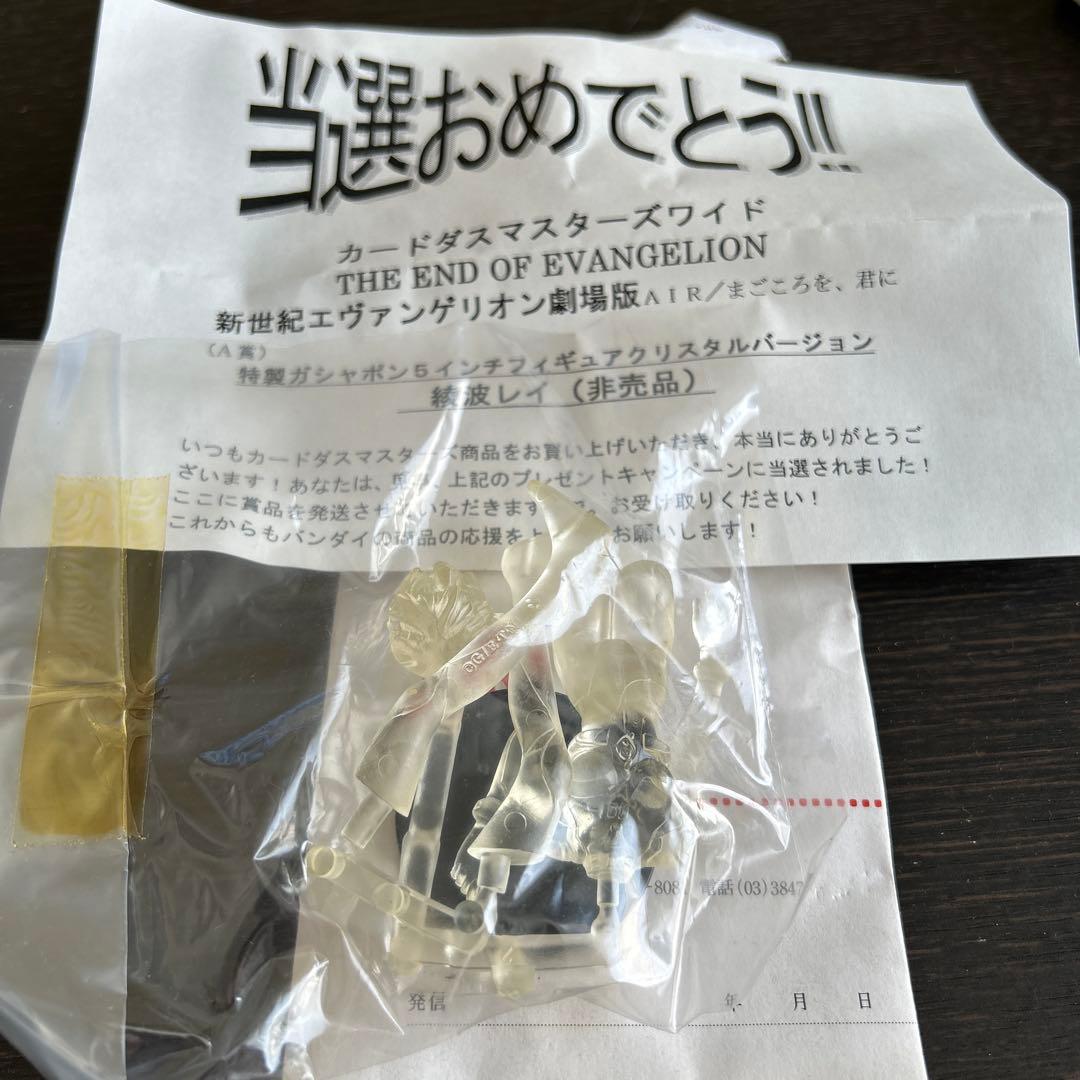 当選おめでとう!!
カードダスマスターズワイド
THE END OF EVANGELION
新世紀エヴァンゲリオン劇場版AIR／まごころを、君に
(A賞)
特製ガシャポン5インチフィギュアクリスタルバージョン
綾波レイ（非売品）
いつもカードダスマスターズ商品をお買い上げいただき、本当にありがとうご
ざいます！あなたは、見事、上記のプレゼントキャンペーンに当選されました！
ここに賞品を発送させていただきます お受け取りください！
これからもバンダイの商品の応援をよ お願いします！
-808 電話(03)384
発信 年 月 日